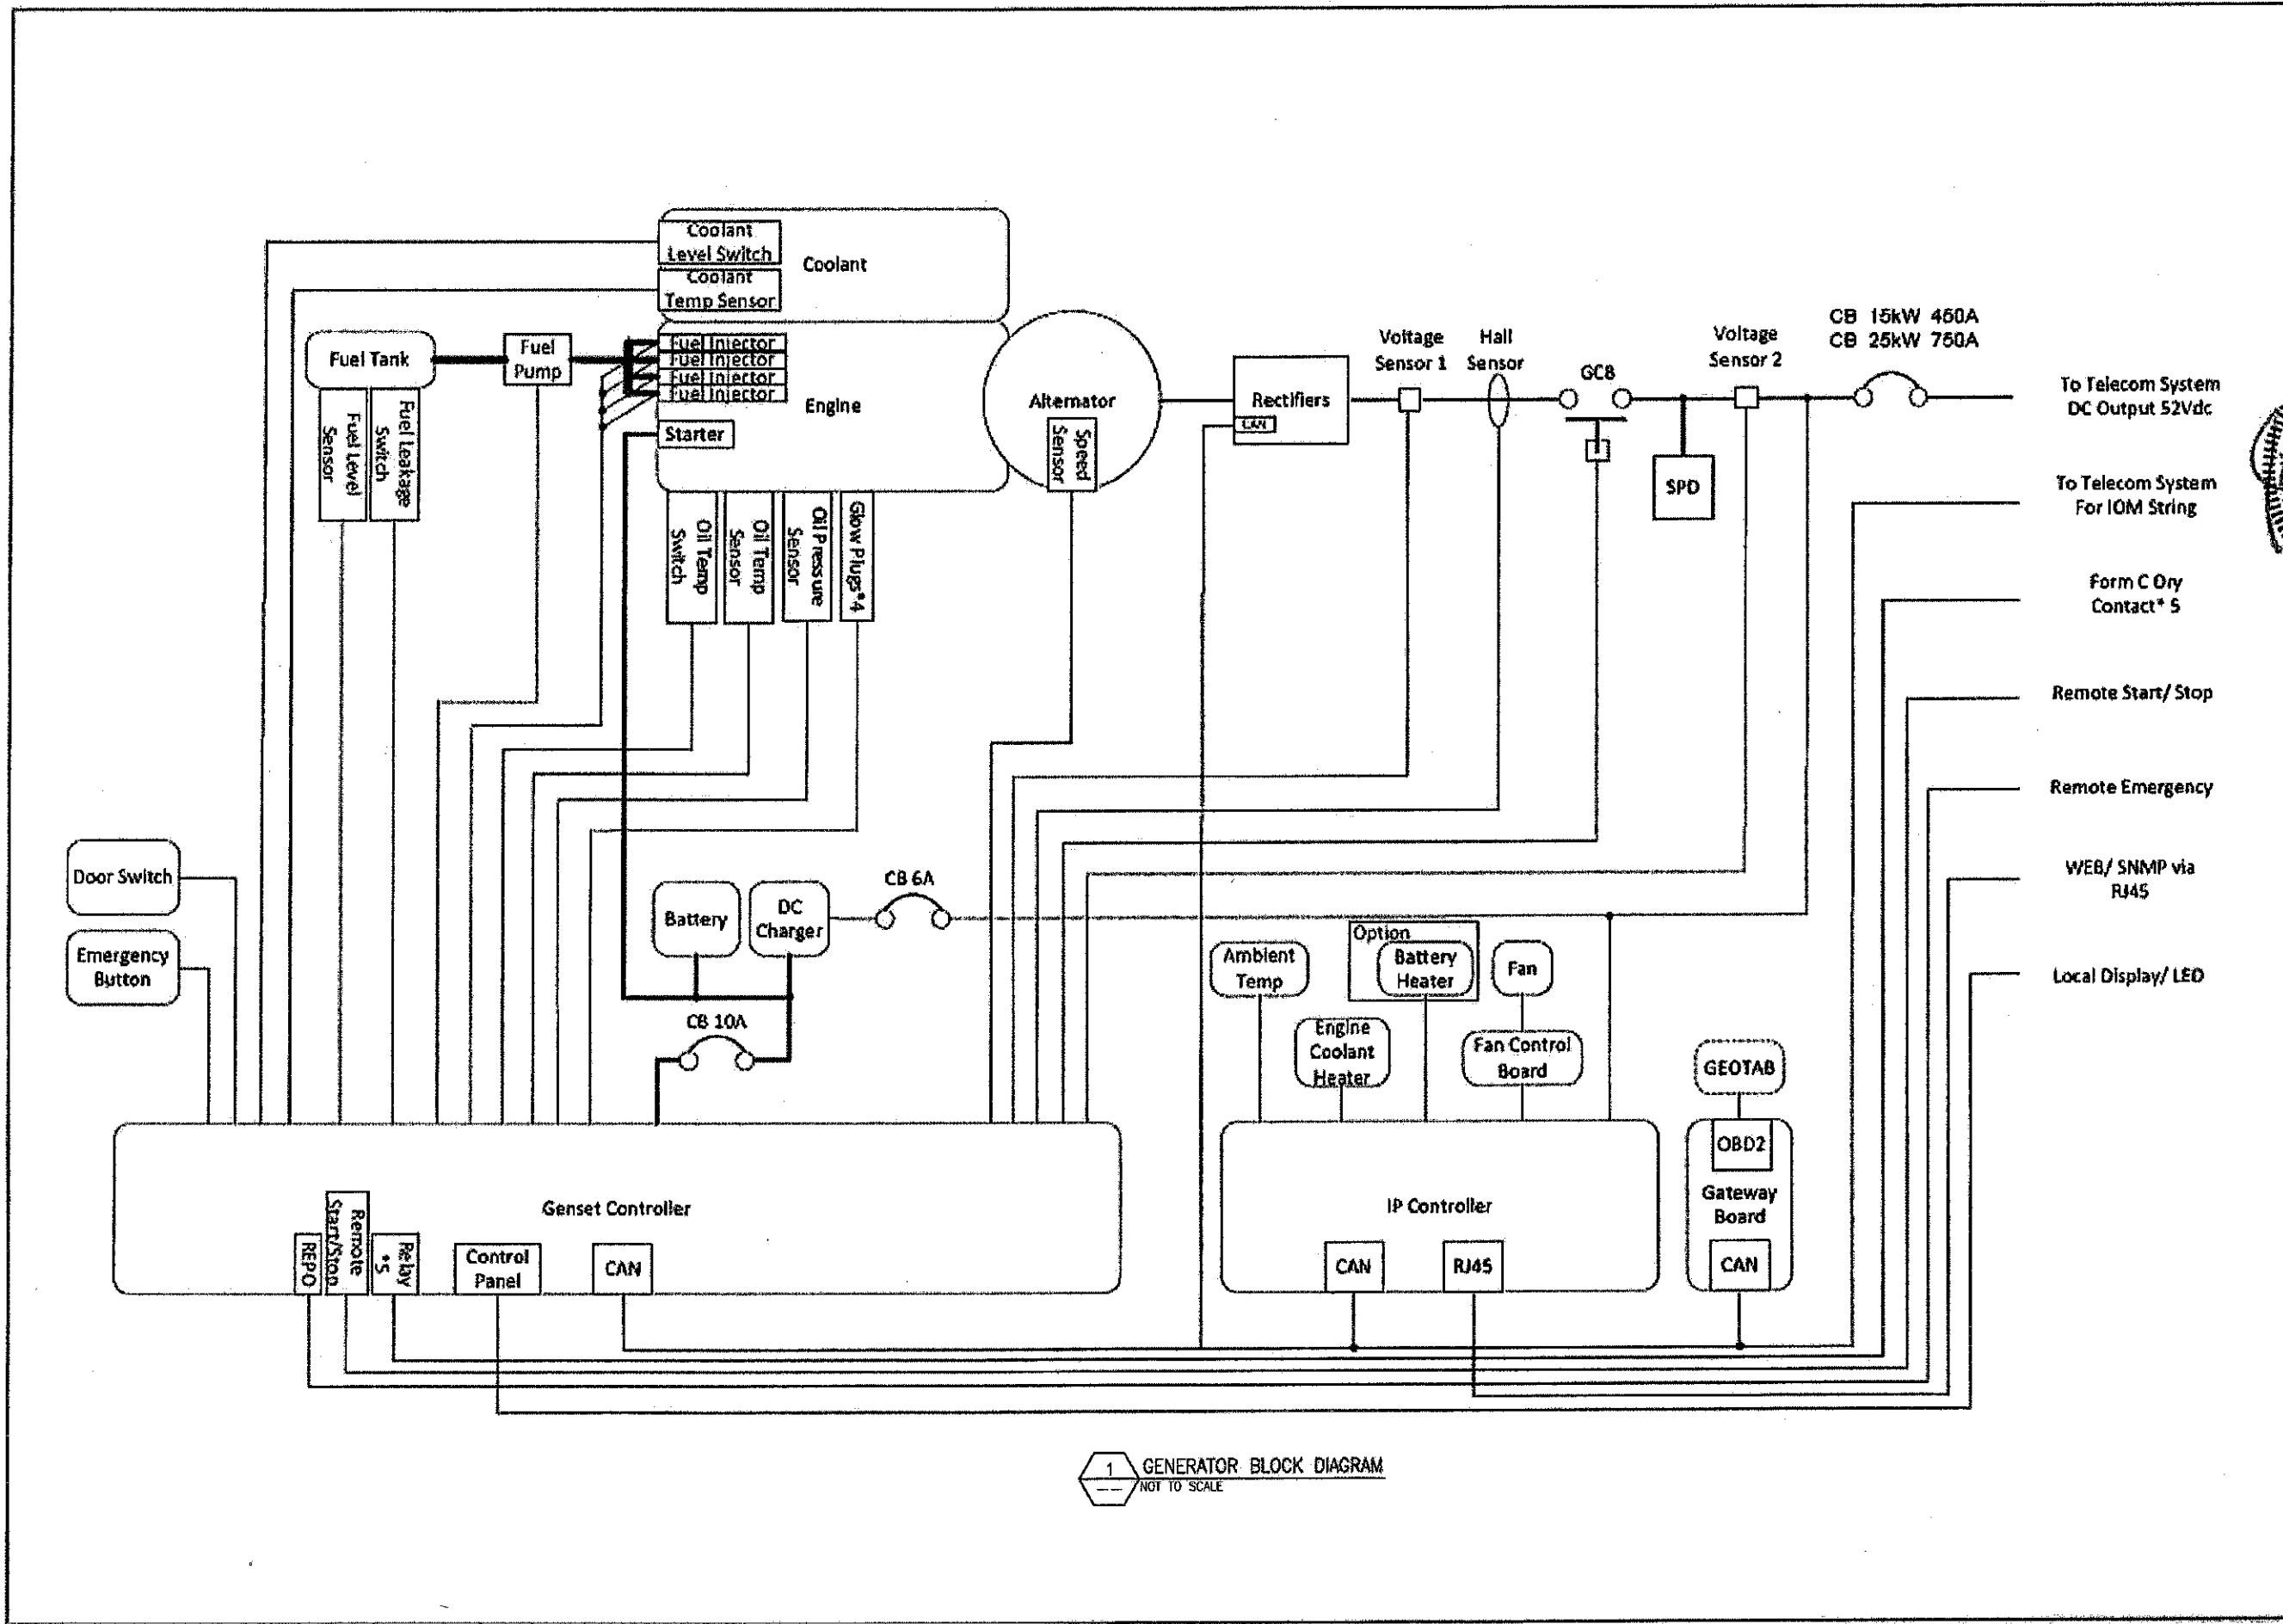 Coolant
Level Switch
Coolant
Temp Sensor
Coolant
Fuel Tank
Fuel
Pump
Fuel Injector
Fuel Injector
Fuel Injector
Fuel Injector
Engine
Starter
Fuel Level
Sensor
Fuel Leakage
Switch
Oil Temp
Switch
Oil Temp
Sensor
Oil Pressure
Sensor
Glow Plugs*4
Alternator
Speed
Sensor
Rectifiers
CAN
Voltage
Sensor 1
Hall
Sensor
GCB
SPD
Voltage
Sensor 2
CB 15kW 450A
CB 25kW 750A
To Telecom System
DC Output 52Vdc
To Telecom System
For IOM String
Form C Dry
Contact* 5
Remote Start/ Stop
Remote Emergency
WEB/ SNMP via
RJ45
Local Display/ LED
Door Switch
Emergency
Button
Battery
DC
Charger
CB 6A
CB 10A
Ambient
Temp
Option
Battery
Heater
Fan
Engine
Coolant
Heater
Fan Control
Board
GEOTAB
OBD2
Gateway
Board
CAN
Genset Controller
REPO
Remote
Start/Stop
Relay
*5
Control
Panel
CAN
IP Controller
CAN
RJ45
1
--
GENERATOR BLOCK DIAGRAM
NOT TO SCALE